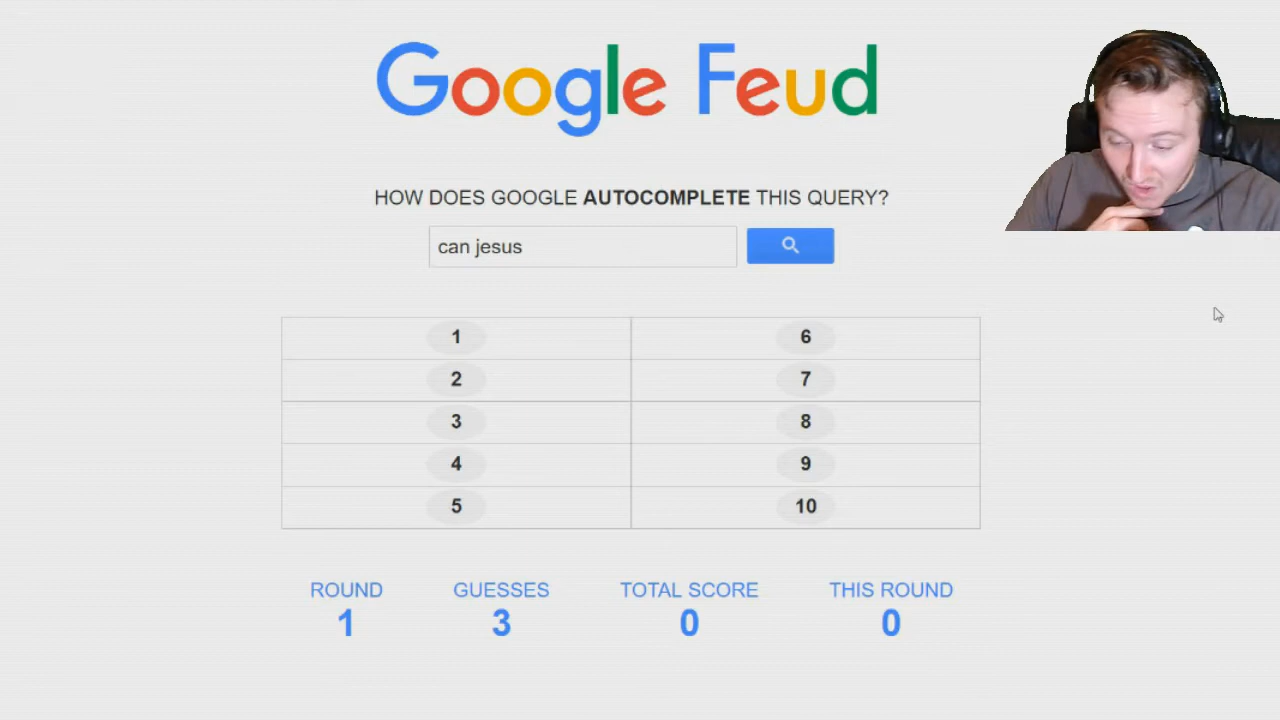 Google Feud
HOW DOES GOOGLE AUTOCOMPLETE THIS QUERY?
can jesus
1 6
2 7
3 8
4 9
5 10
ROUND GUESSES TOTAL SCORE THIS ROUND
1 3 0 0